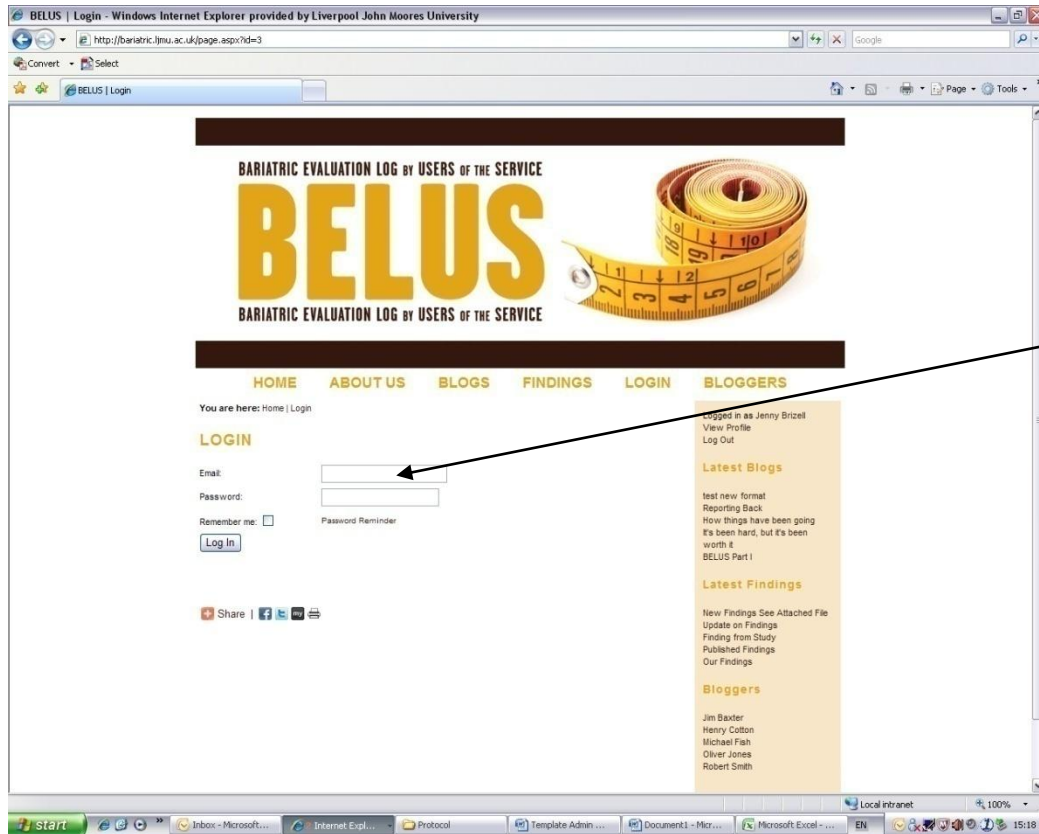 BELUS | Login - Windows Internet Explorer provided by Liverpool John Moores University
http://bariatric.ljmu.ac.uk/page.aspx?id=3
Google
Convert
Select
BELUS | Login
Page
Tools
BARIATRIC EVALUATION LOG BY USERS OF THE SERVICE
BELUS
BARIATRIC EVALUATION LOG BY USERS OF THE SERVICE
HOME ABOUT US BLOGS FINDINGS LOGIN BLOGGERS
You are here: Home | Login
LOGIN
Email:
Password:
Remember me:
Password Reminder
Log In
Share |
Logged in as Jenny Brizell
View Profile
Log Out
Latest Blogs
test new format
Reporting Back
How things have been going
It's been hard, but it's been
worth it
BELUS Part I
Latest Findings
New Findings See Attached File
Update on Findings
Finding from Study
Published Findings
Our Findings
Bloggers
Jim Baxter
Henry Cotton
Michael Fish
Oliver Jones
Robert Smith
Local intranet
100%
start
Inbox - Microsoft...
Internet Expl...
Protocol
Template Admin ...
Document1 - Micr...
Microsoft Excel - ...
EN
15:18